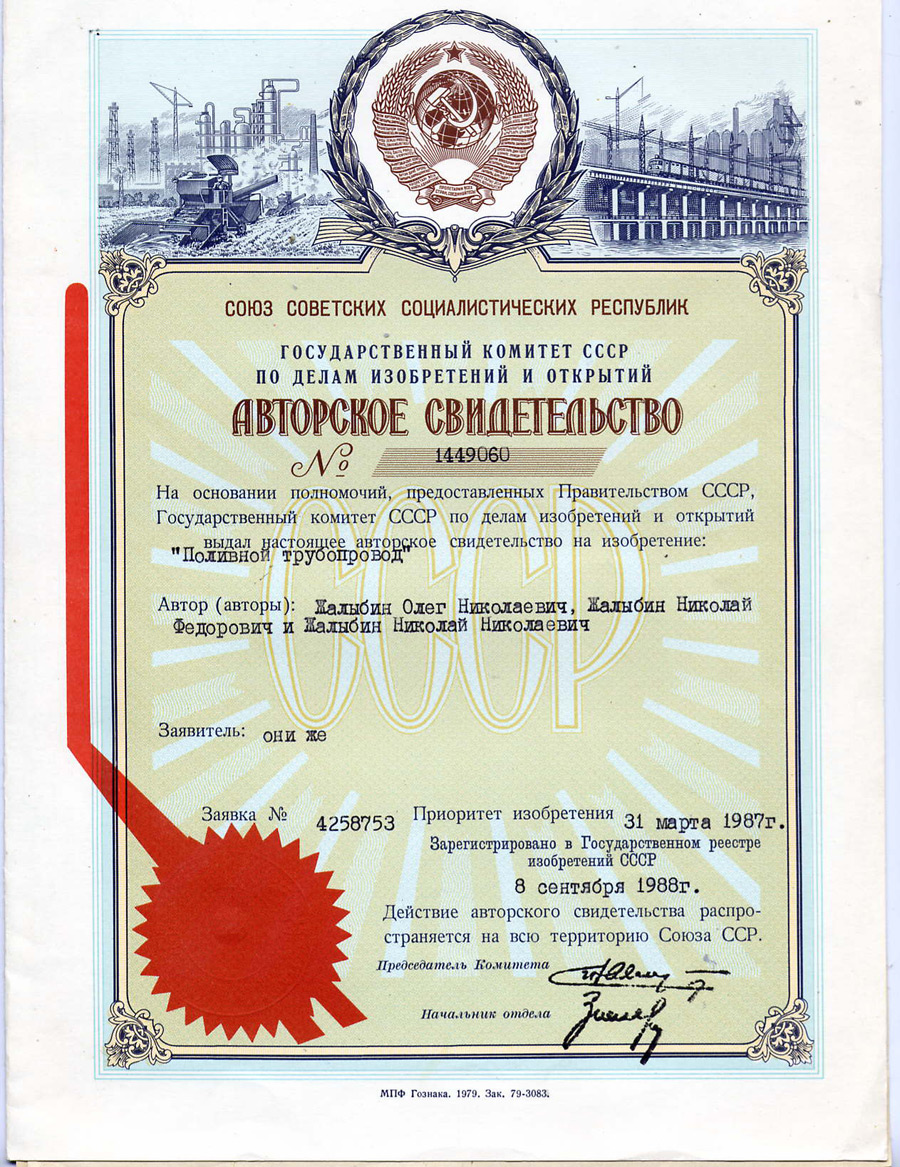 ПРОЛЕТАРИИ ВСЕХ
СТРАН, СОЕДИНЯЙТЕСЬ!
СОЮЗ СОВЕТСКИХ СОЦИАЛИСТИЧЕСКИХ РЕСПУБЛИК
ГОСУДАРСТВЕННЫЙ КОМИТЕТ СССР
ПО ДЕЛАМ ИЗОБРЕТЕНИЙ И ОТКРЫТИЙ
АВТОРСКОЕ СВИДЕТЕЛЬСТВО
№ 1449060
На основании полномочий, предоставленных Правительством СССР,
Государственный комитет СССР по делам изобретений и открытий
выдал настоящее авторское свидетельство на изобретение:
"Поливной трубопровод"
СССР
Автор (авторы): Жалыбин Олег Николаевич, Жалыбин Николай
Федорович и Жалыбин Николай Николаевич
Заявитель: они же
Заявка № 4258753 Приоритет изобретения 31 марта 1987г.
Зарегистрировано в Государственном реестре
изобретений СССР
8 сентября 1988г.
Действие авторского свидетельства распро-
страняется на всю территорию Союза ССР.
Председатель Комитета
Начальник отдела
МПФ Гознака. 1979. Зак. 79-3083.